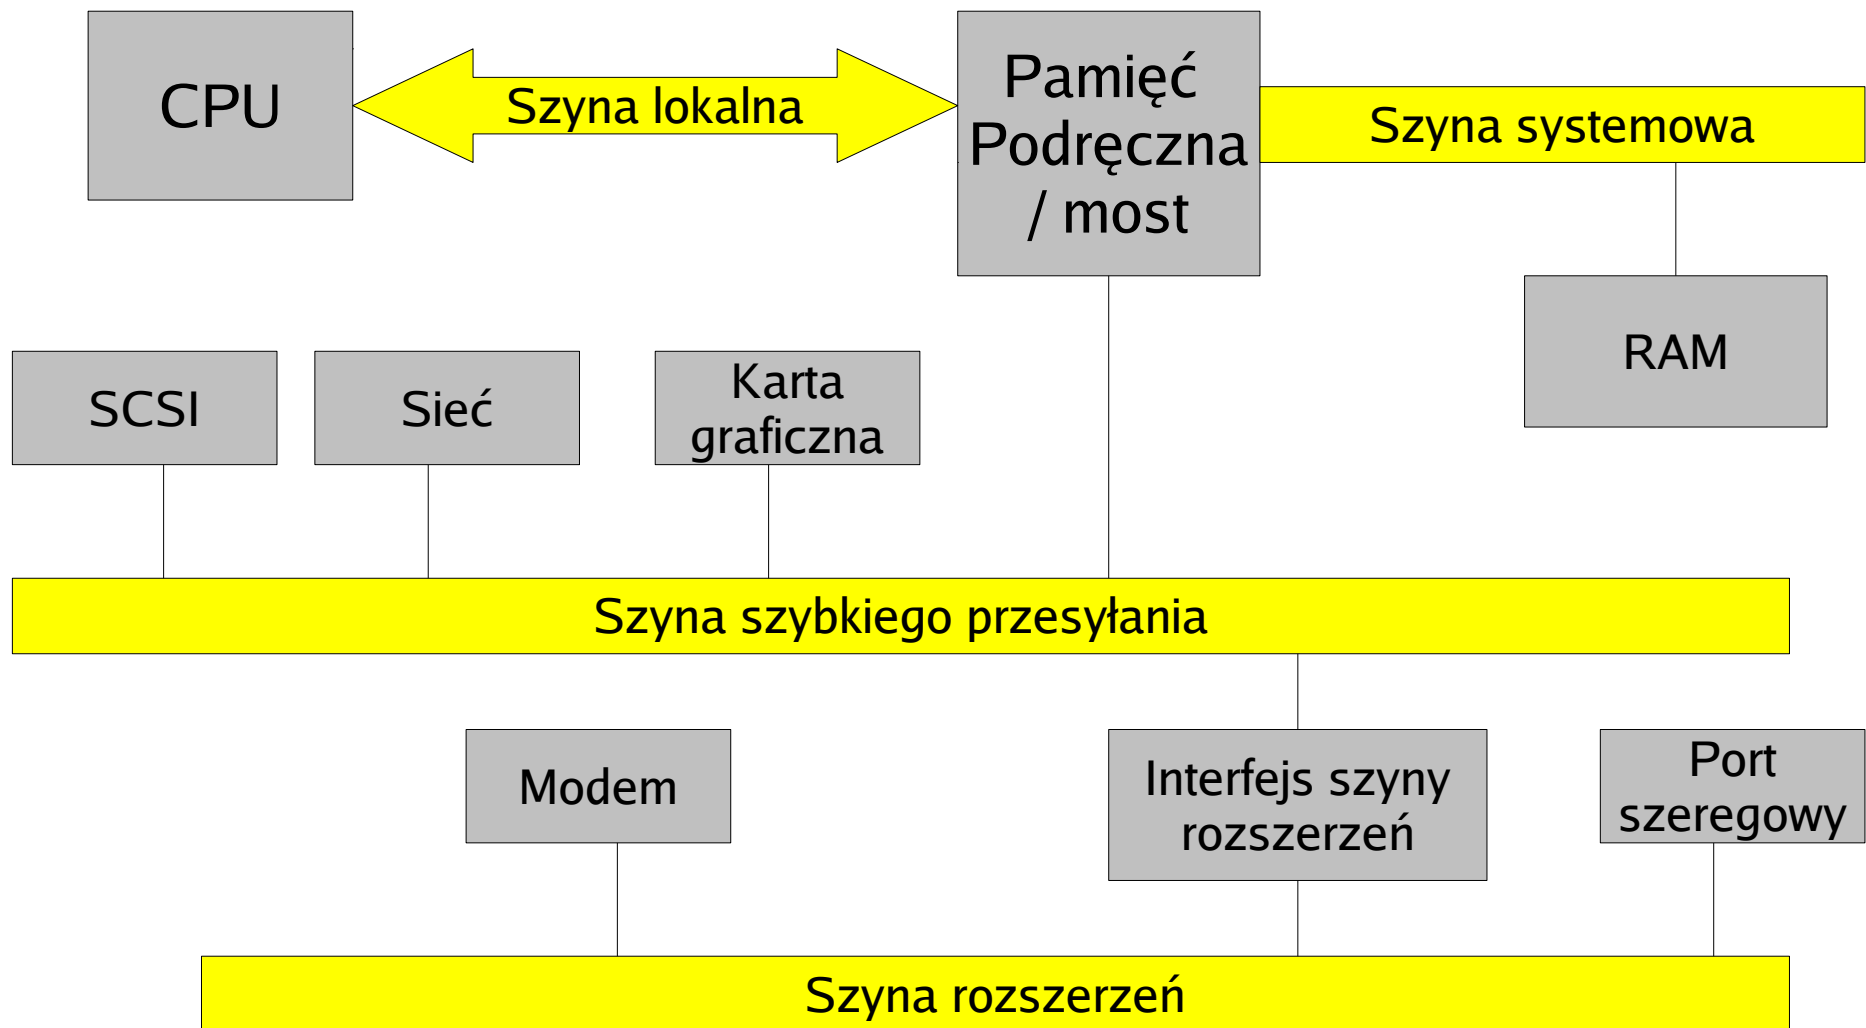 CPU
Szyna lokalna
Pamięć
Podręczna
/ most
Szyna systemowa
RAM
SCSI
Sieć
Karta
graficzna
Szyna szybkiego przesyłania
Modem
Interfejs szyny
rozszerzeń
Port
szeregowy
Szyna rozszerzeń